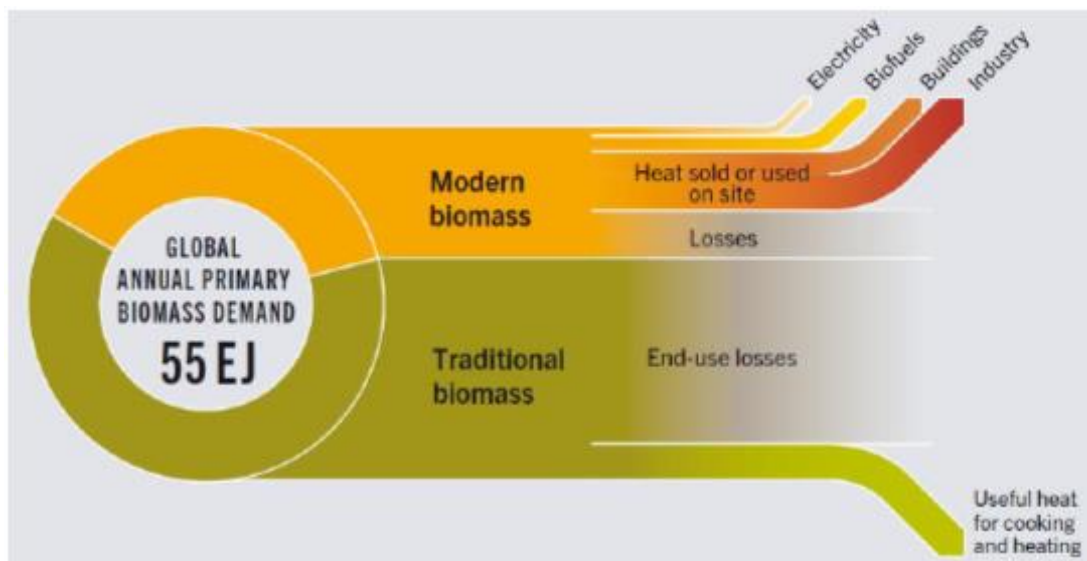 Electricity
Biofuels
Buildings
Industry
Modern
biomass
Heat sold or used
on site
Losses
GLOBAL
ANNUAL PRIMARY
BIOMASS DEMAND
55 EJ
Traditional
biomass
End-use losses
Useful heat
for cooking
and heating